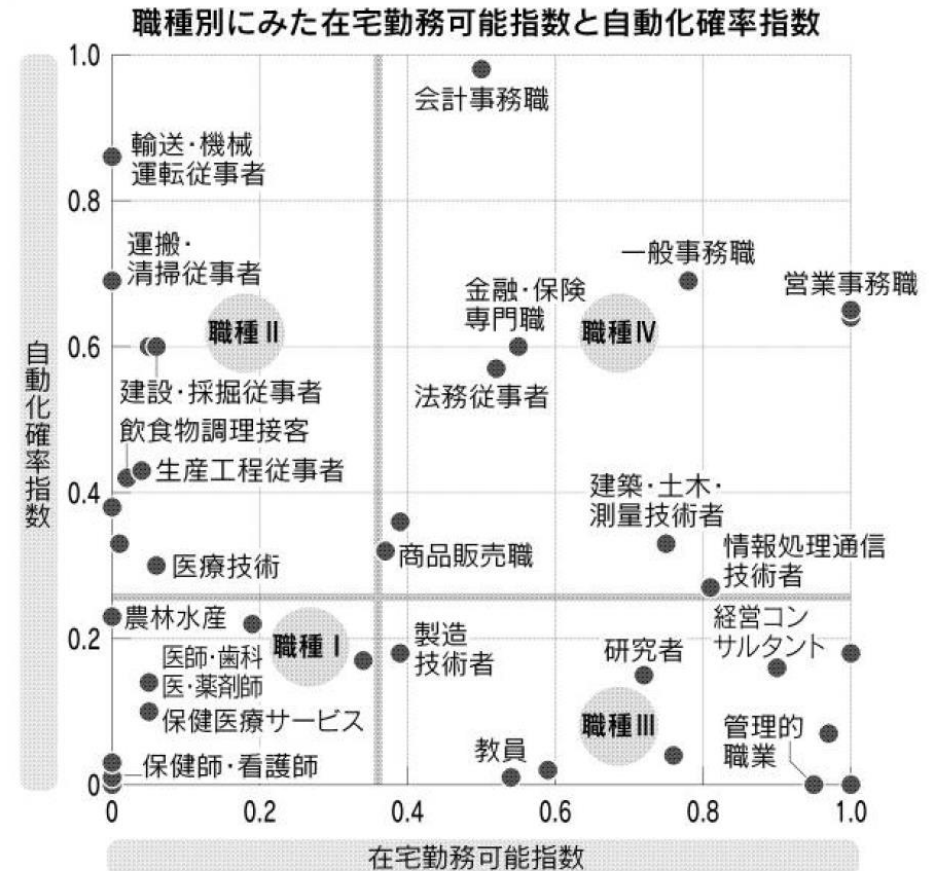 職種別にみた在宅勤務可能指数と自動化確率指数
1.0
会計事務職
輸送・機械
運転従事者
0.8
運搬・
清掃従事者
一般事務職
営業事務職
金融・保険
専門職
職種Ⅱ
職種Ⅳ
0.6
建設・採掘従事者
法務従事者
飲食物調理接客
生産工程従事者
自動化確率指数
0.4
建築・土木・
測量技術者
商品販売職
情報処理通信
技術者
医療技術
農林水産
0.2
職種Ⅰ
製造
技術者
経営コン
サルタント
医師・歯科
医・薬剤師
研究者
保健医療サービス
職種Ⅲ
管理的
職業
教員
保健師・看護師
0
0
0.2
0.4
0.6
0.8
1.0
在宅勤務可能指数